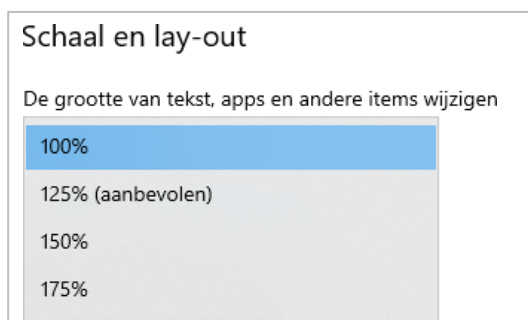 Schaal en lay-out
De grootte van tekst, apps en andere items wijzigen
100%
125% (aanbevolen)
150%
175%